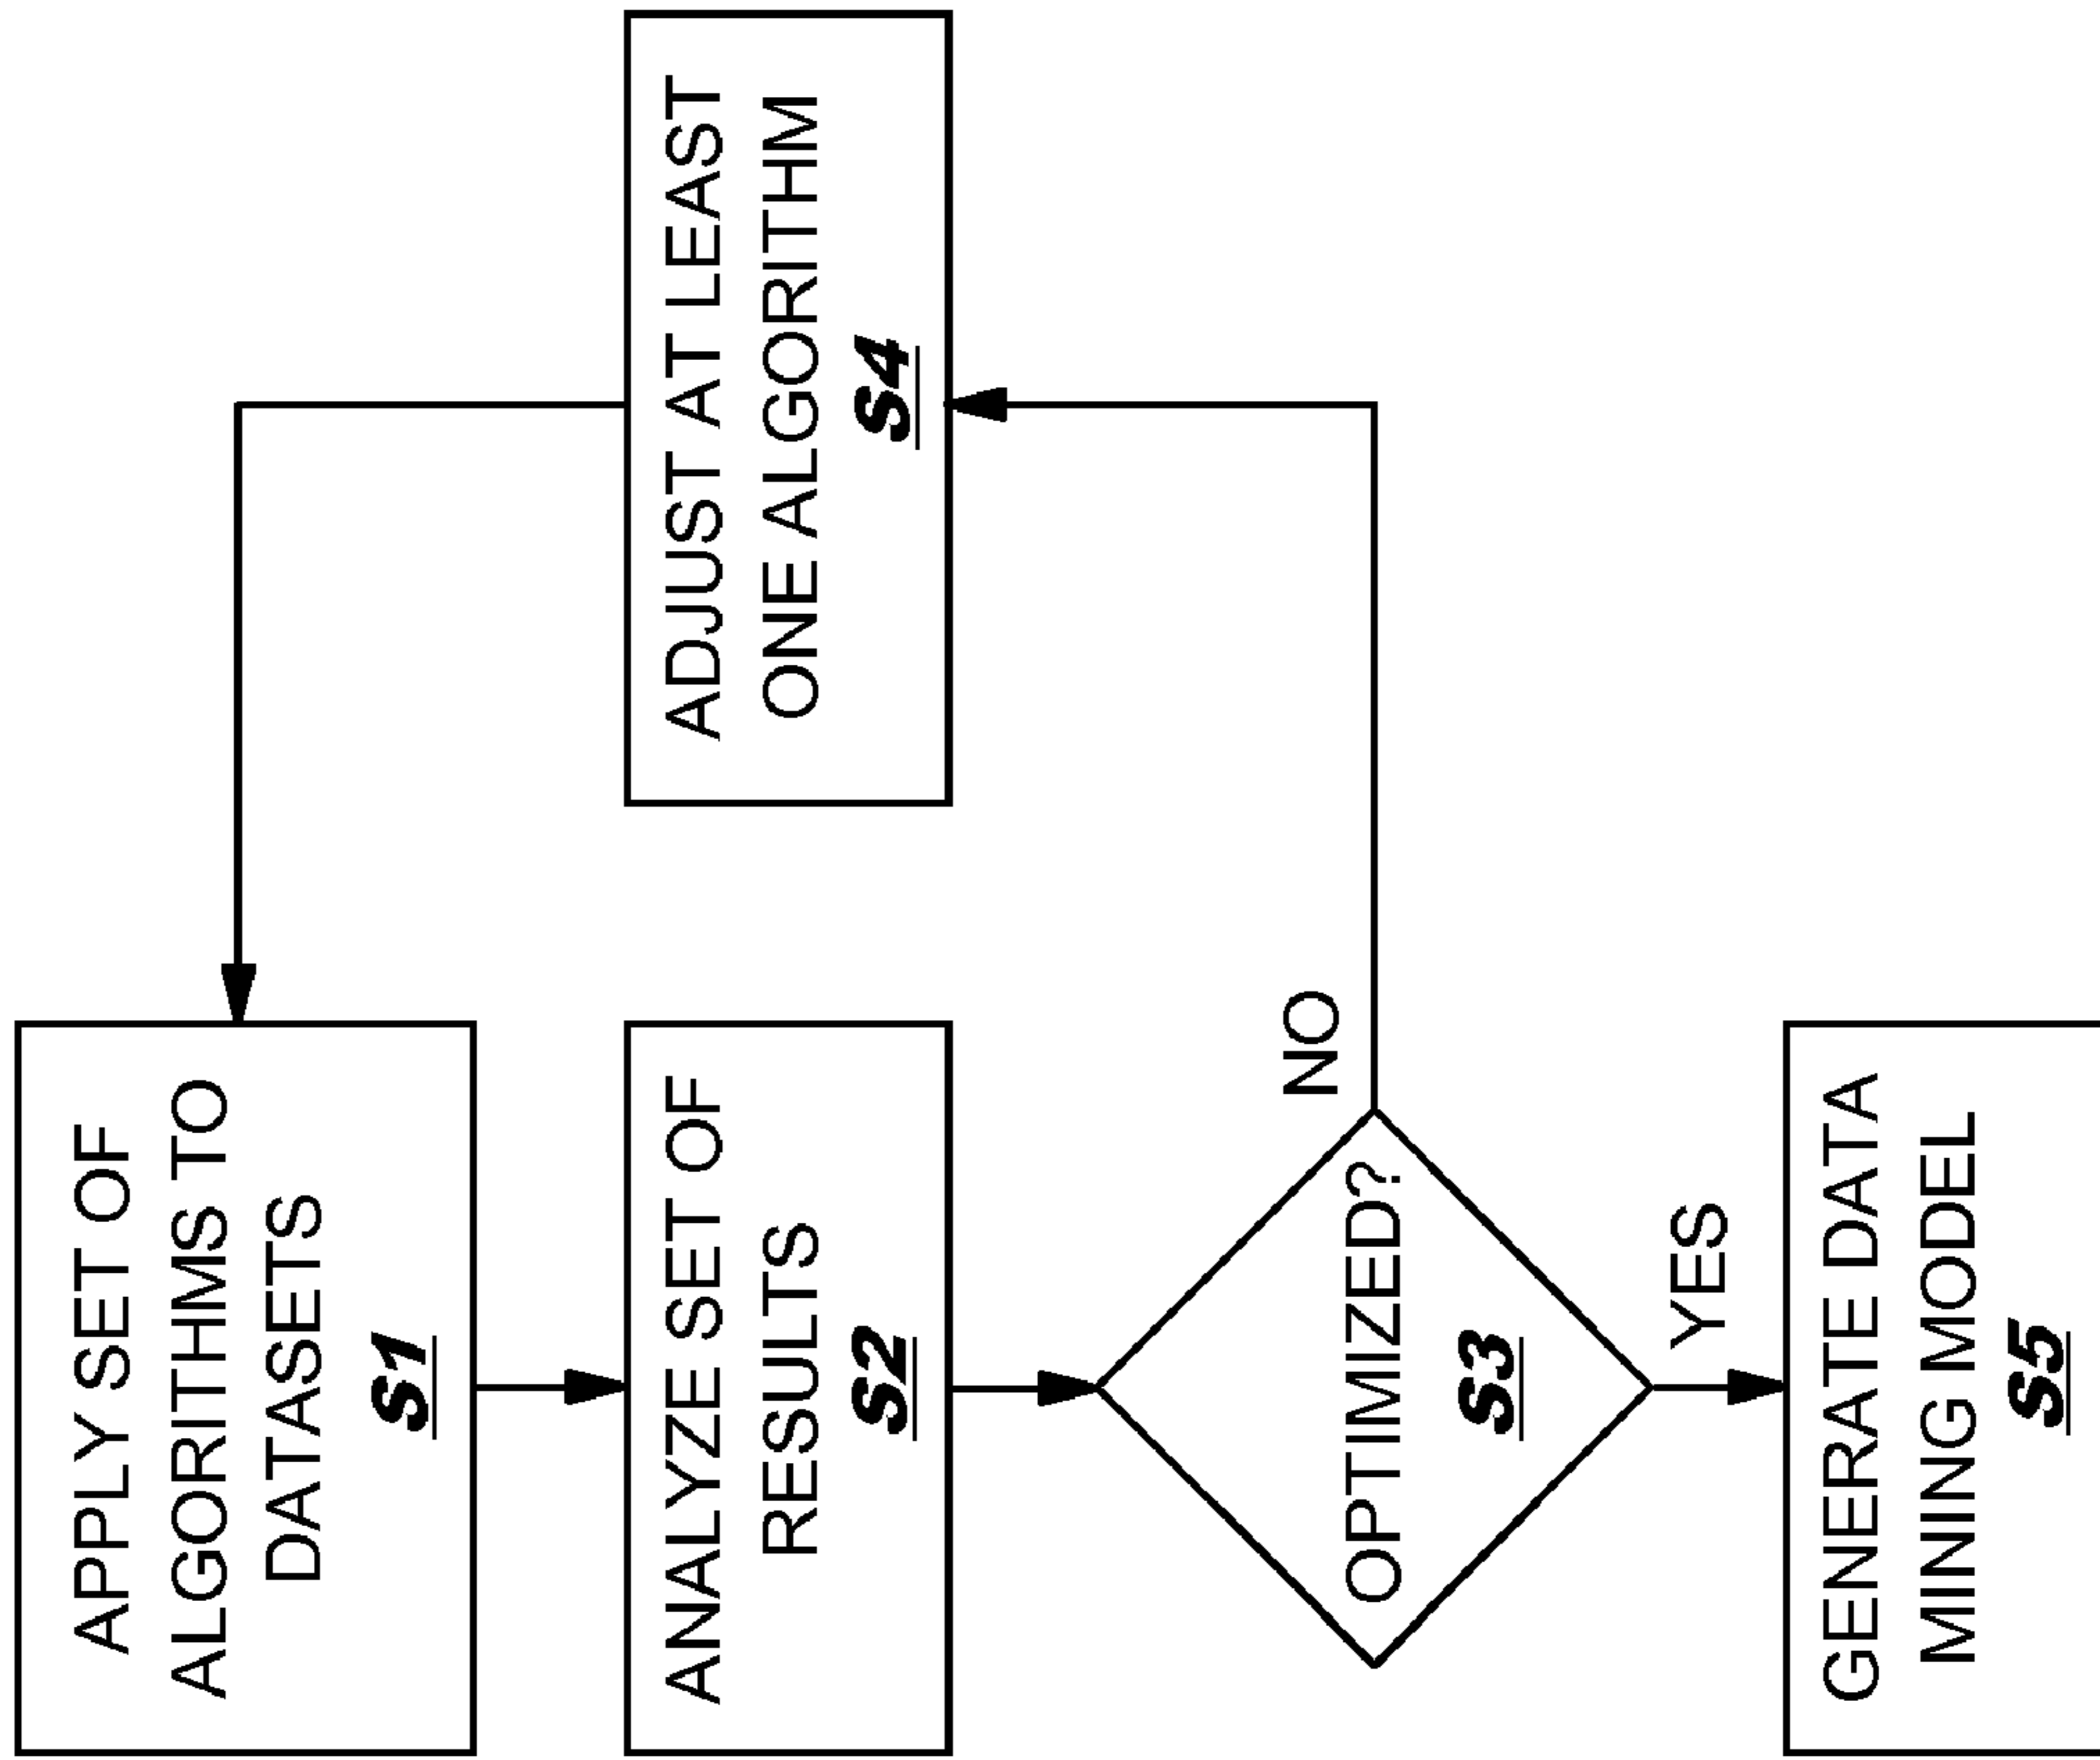 APPLY SET OF
ALGORITHMS TO
DATASETS
S1
ANALYZE SET OF
RESULTS
S2
OPTIMIZED?
S3
NO
YES
ADJUST AT LEAST
ONE ALGORITHM
S4
GENERATE DATA
MINING MODEL
S5